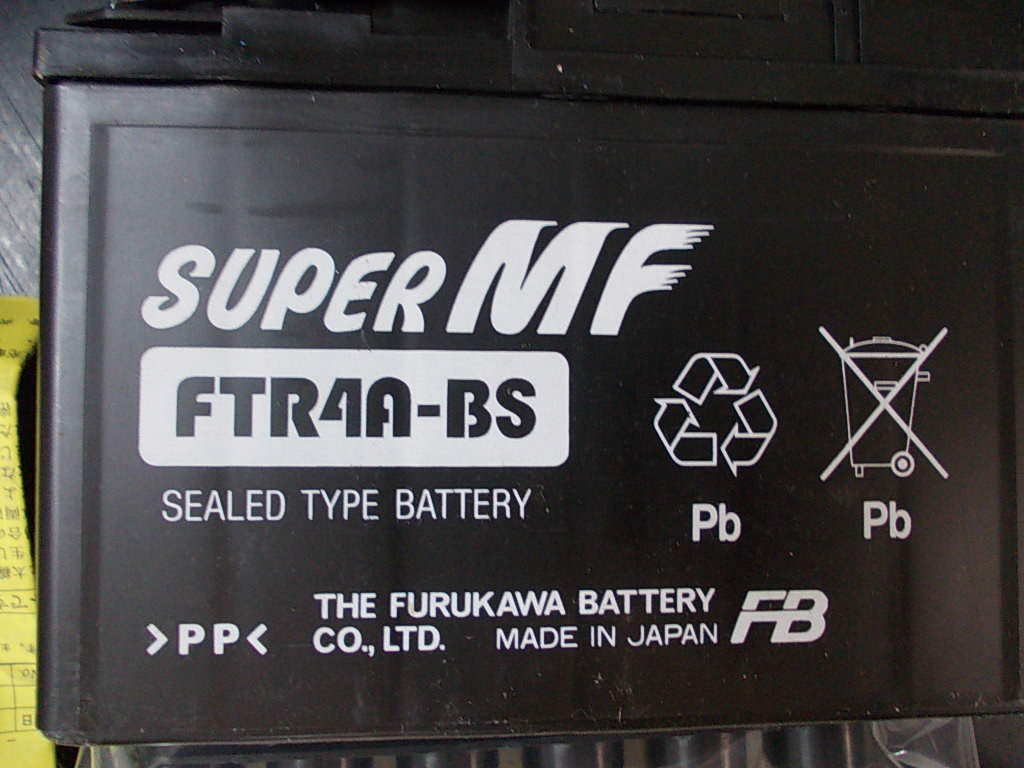 SUPER MF
FTR4A-BS
SEALED TYPE BATTERY
Pb
Pb
>PP<
THE FURUKAWA BATTERY
CO., LTD. MADE IN JAPAN
FB